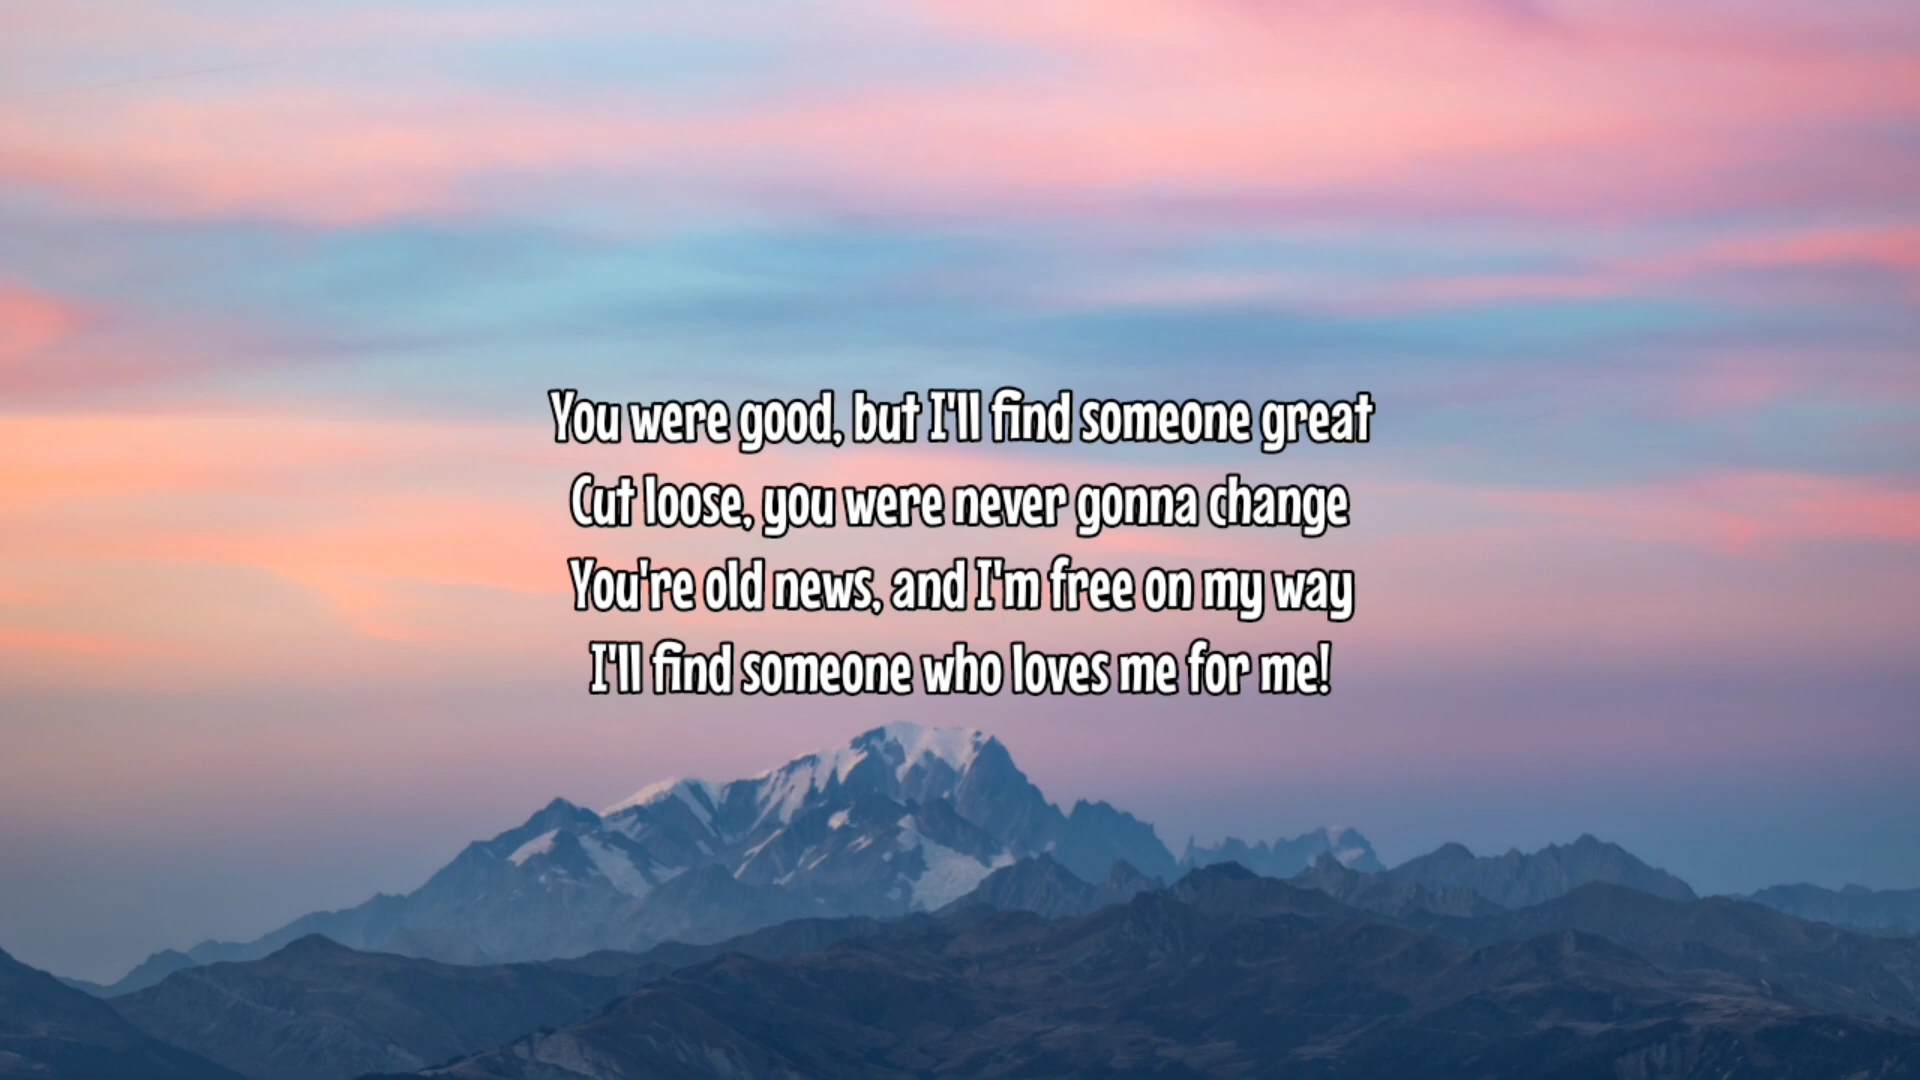 You were good, but I'll find someone great
Cut loose, you were never gonna change
You're old news, and I'm free on my way
I'll find someone who loves me for me!